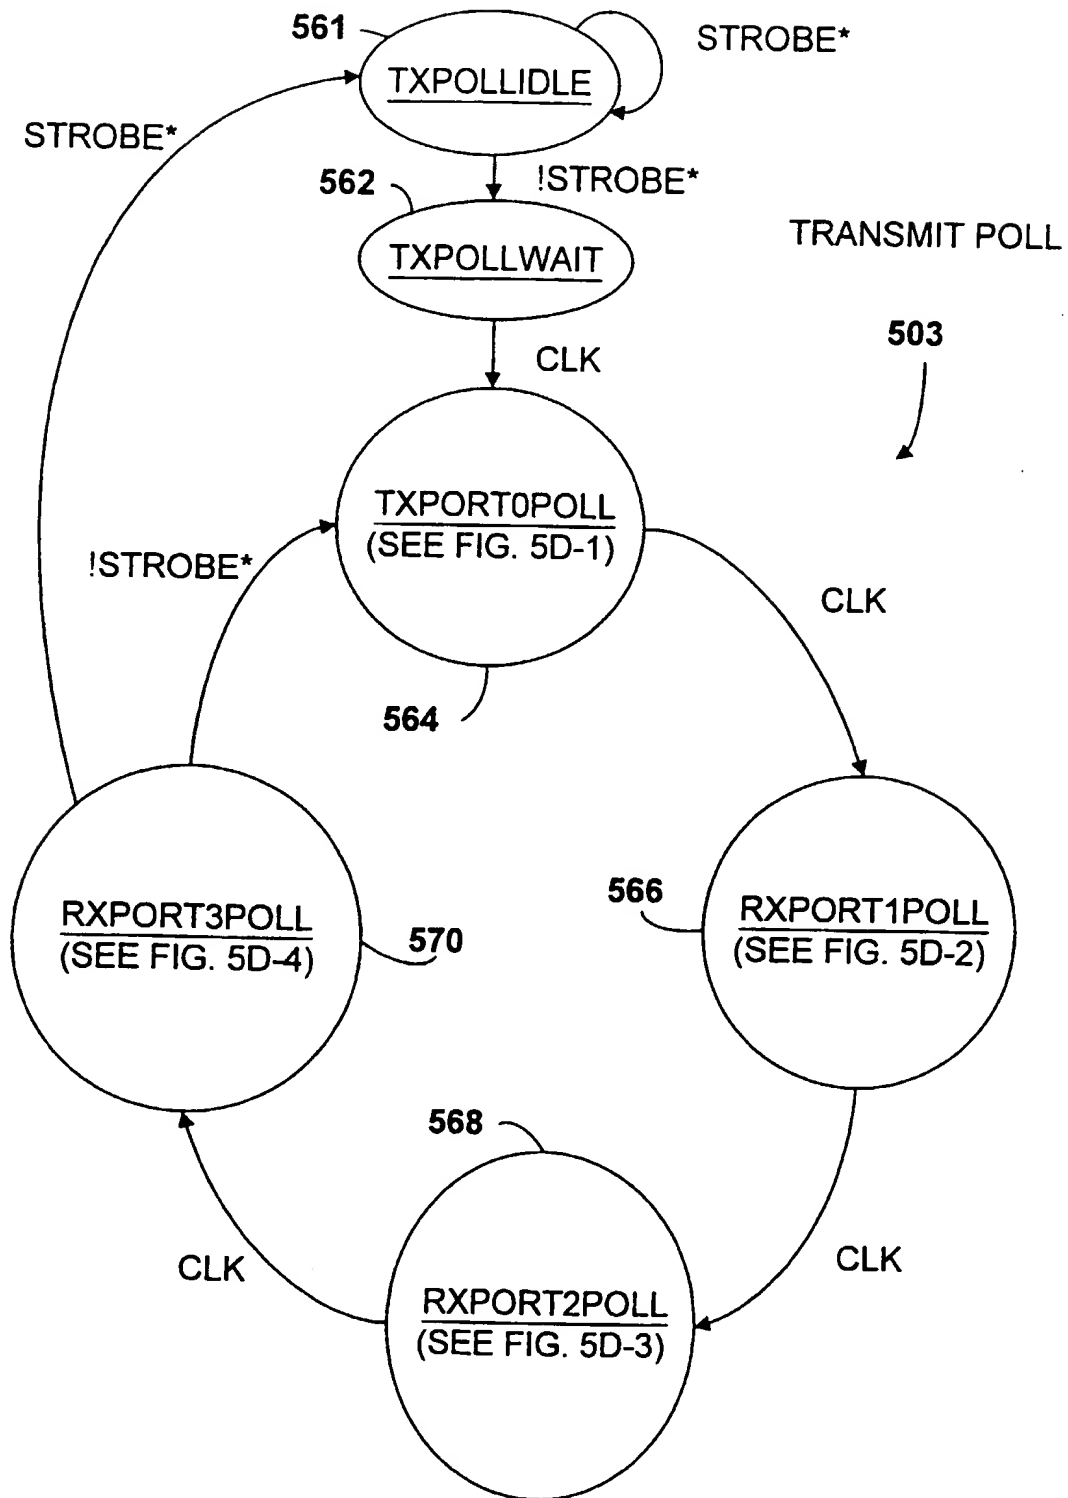 561
STROBE*
TXPOLLIDLE
STROBE*
!STROBE*
562
TXPOLLWAIT
TRANSMIT POLL
503
CLK
TXPORT0POLL
(SEE FIG. 5D-1)
!STROBE*
CLK
564
566
RXPORT3POLL
(SEE FIG. 5D-4)
570
RXPORT1POLL
(SEE FIG. 5D-2)
568
CLK
CLK
RXPORT2POLL
(SEE FIG. 5D-3)